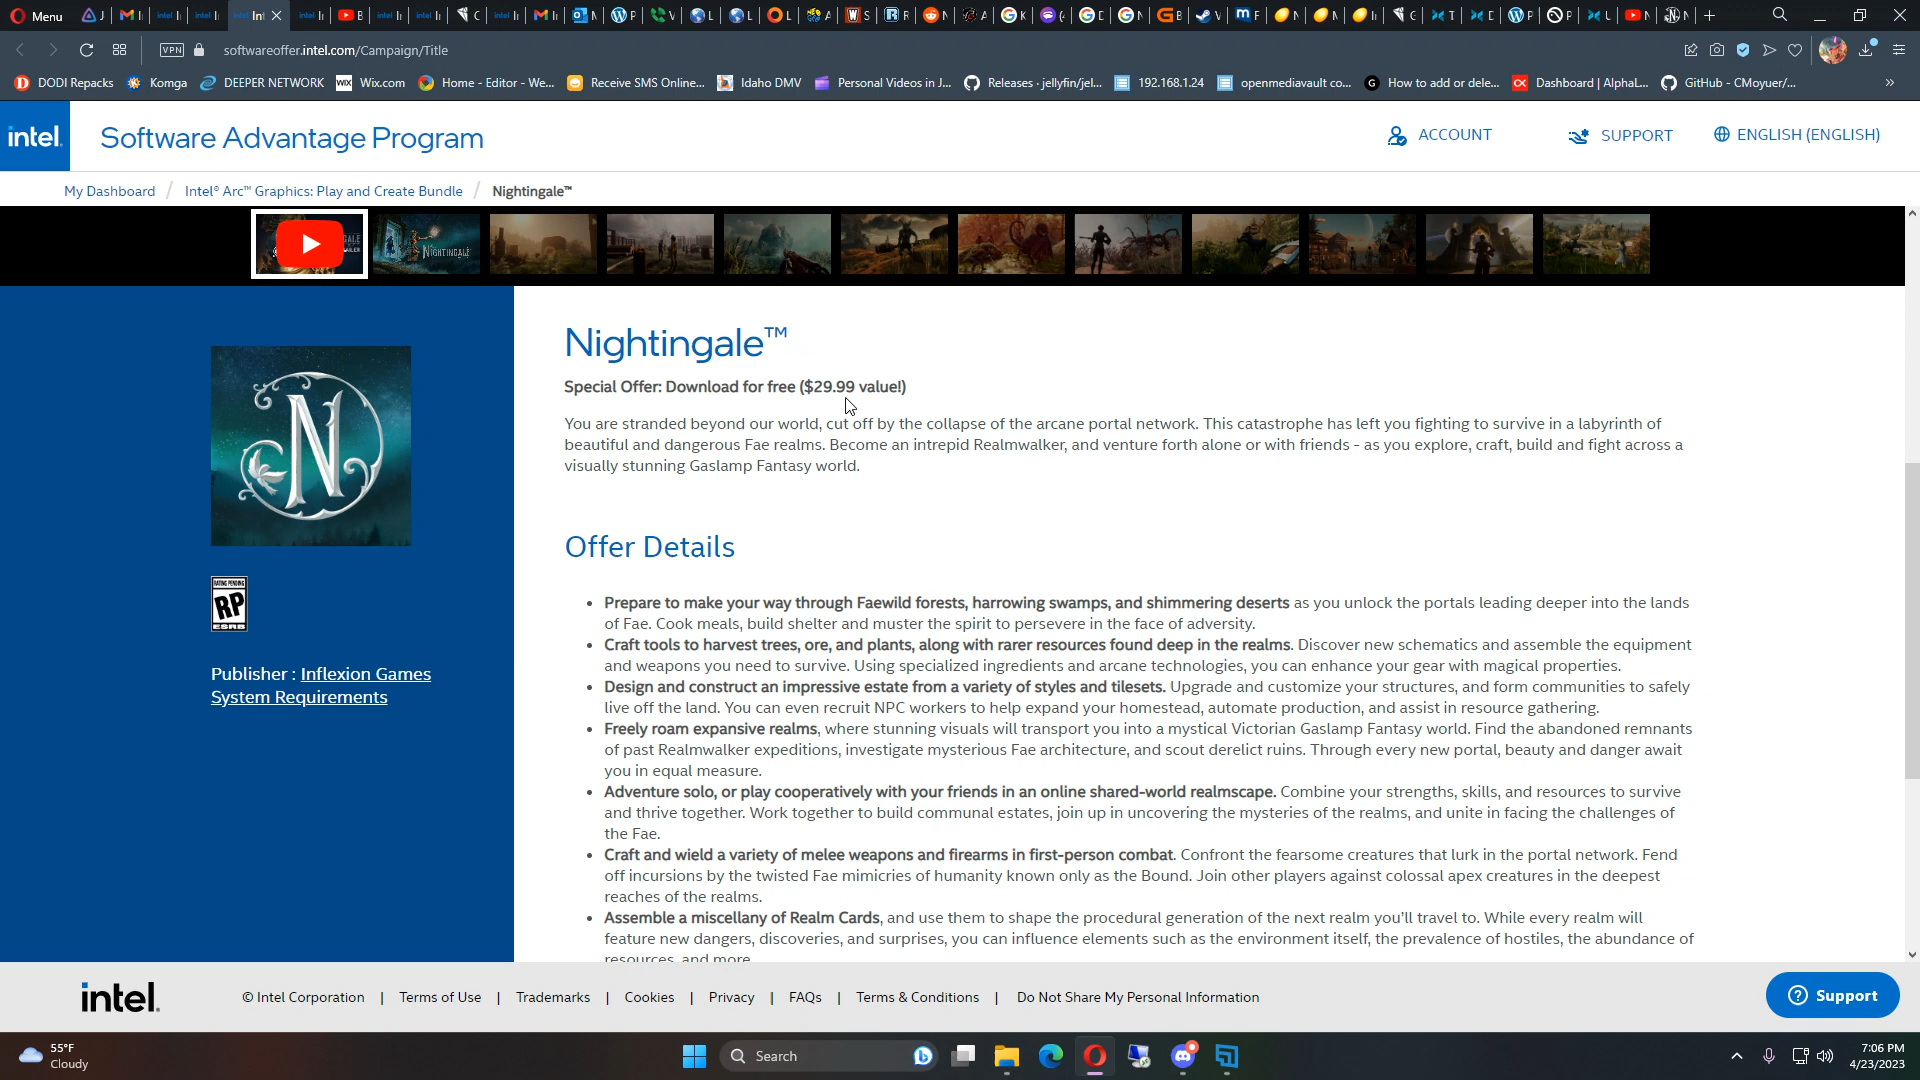 Menu
softwareoffer.intel.com/Campaign/Title
VPN
DODI Repacks
Komga
DEEPER NETWORK
Wix.com
Home - Editor - We...
Receive SMS Online...
Idaho DMV
Personal Videos in J...
Releases · jellyfin/jel...
192.168.1.24
openmediavault co...
How to add or dele...
Dashboard | AlphaL...
GitHub - CMoyuer/...
intel.
Software Advantage Program
ACCOUNT
SUPPORT
ENGLISH (ENGLISH)
My Dashboard / Intel® Arc™ Graphics: Play and Create Bundle / Nightingale™
NIGHTINGALE
Nightingale™
Special Offer: Download for free ($29.99 value!)
You are stranded beyond our world, cut off by the collapse of the arcane portal network. This catastrophe has left you fighting to survive in a labyrinth of
beautiful and dangerous Fae realms. Become an intrepid Realmwalker, and venture forth alone or with friends - as you explore, craft, build and fight across a
visually stunning Gaslamp Fantasy world.
N
RATING PENDING
RP
ESRB
Publisher : Inflexion Games
System Requirements
Offer Details
• Prepare to make your way through Faewild forests, harrowing swamps, and shimmering deserts as you unlock the portals leading deeper into the lands
of Fae. Cook meals, build shelter and muster the spirit to persevere in the face of adversity.
• Craft tools to harvest trees, ore, and plants, along with rarer resources found deep in the realms. Discover new schematics and assemble the equipment
and weapons you need to survive. Using specialized ingredients and arcane technologies, you can enhance your gear with magical properties.
• Design and construct an impressive estate from a variety of styles and tilesets. Upgrade and customize your structures, and form communities to safely
live off the land. You can even recruit NPC workers to help expand your homestead, automate production, and assist in resource gathering.
• Freely roam expansive realms, where stunning visuals will transport you into a mystical Victorian Gaslamp Fantasy world. Find the abandoned remnants
of past Realmwalker expeditions, investigate mysterious Fae architecture, and scout derelict ruins. Through every new portal, beauty and danger await
you in equal measure.
• Adventure solo, or play cooperatively with your friends in an online shared-world realmscape. Combine your strengths, skills, and resources to survive
and thrive together. Work together to build communal estates, join up in uncovering the mysteries of the realms, and unite in facing the challenges of
the Fae.
• Craft and wield a variety of melee weapons and firearms in first-person combat. Confront the fearsome creatures that lurk in the portal network. Fend
off incursions by the twisted Fae mimicries of humanity known only as the Bound. Join other players against colossal apex creatures in the deepest
reaches of the realms.
• Assemble a miscellany of Realm Cards, and use them to shape the procedural generation of the next realm you'll travel to. While every realm will
feature new dangers, discoveries, and surprises, you can influence elements such as the environment itself, the prevalence of hostiles, the abundance of
resources, and more.
intel.
© Intel Corporation | Terms of Use | Trademarks | Cookies | Privacy | FAQs | Terms & Conditions | Do Not Share My Personal Information
Support
55°F
Cloudy
Search
7:06 PM
4/23/2023